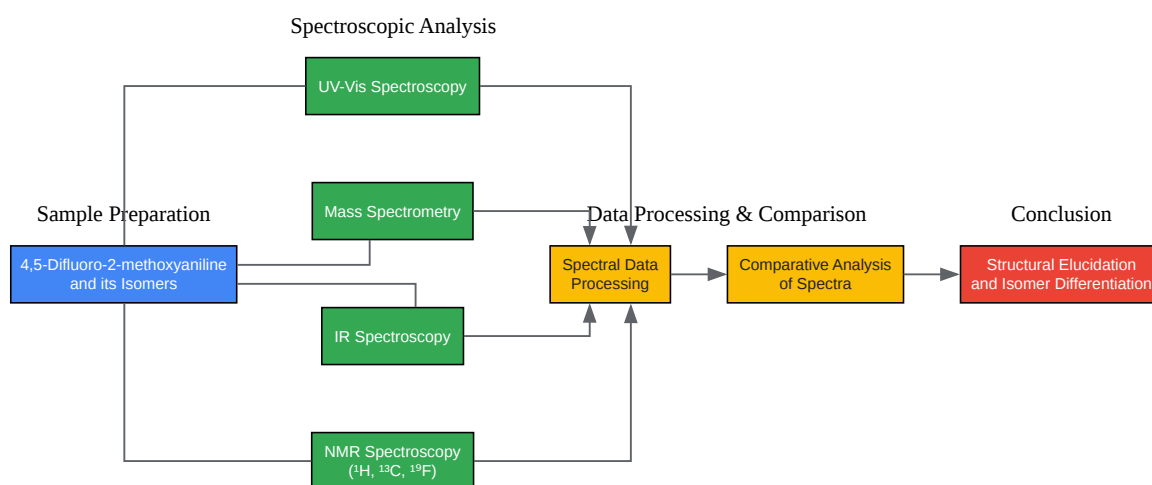 Spectroscopic Analysis
UV-Vis Spectroscopy
Mass Spectrometry
Sample Preparation
Data Processing & Comparison
Conclusion
4,5-Difluoro-2-methoxyaniline
and its Isomers
Spectral Data
Processing
Comparative Analysis
of Spectra
Structural Elucidation
and Isomer Differentiation
IR Spectroscopy
NMR Spectroscopy
(¹H, ¹³C, ¹⁹F)